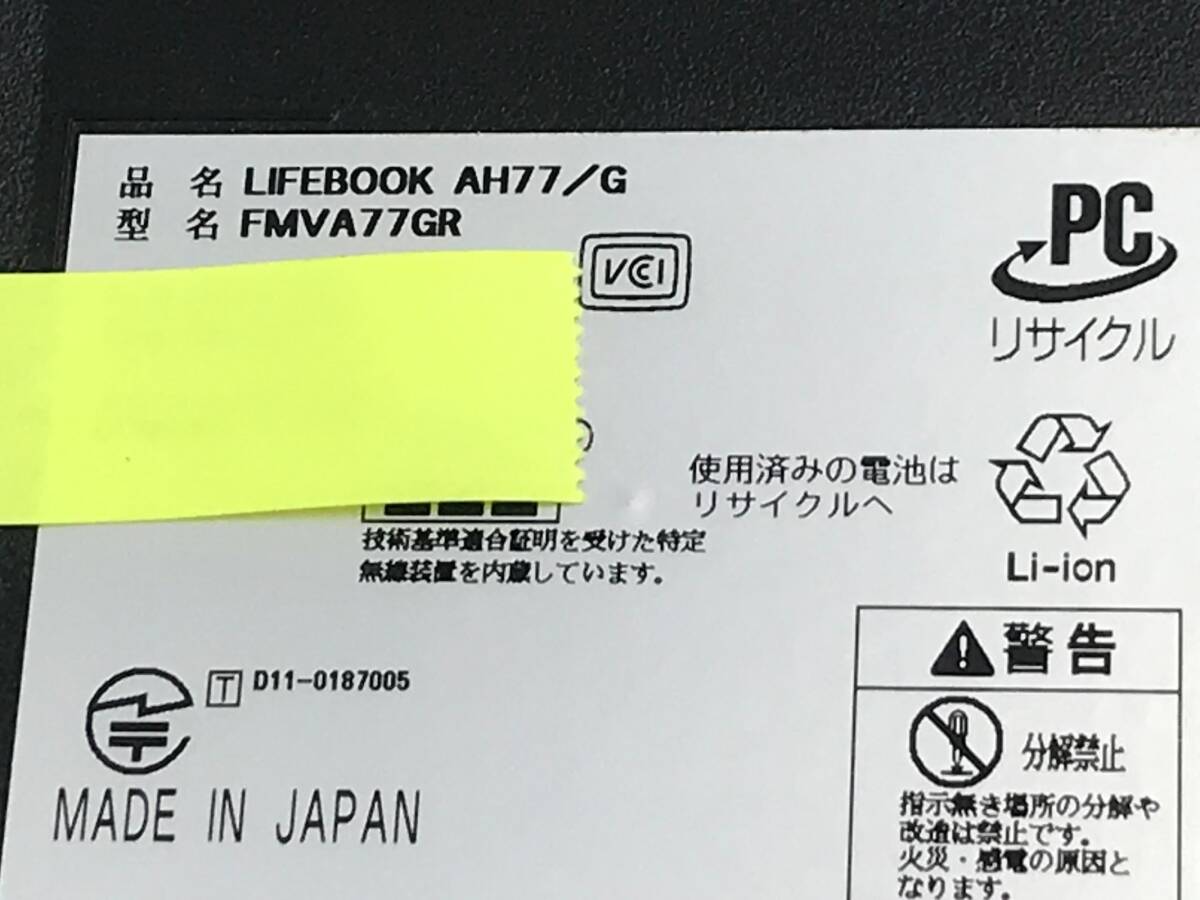 品 名 LIFEBOOK AH77/G
型 名 FMVA77GR
VCCI
PC
リサイクル
使用済みの電池は
リサイクルへ
Li-ion
技術基準適合証明を受けた特定
無線装置を内蔵しています。
T D11-0187005
MADE IN JAPAN
警告
分解禁止
指示無き場所の分解や
改造は禁止です。
火災・感電の原因と
なります。